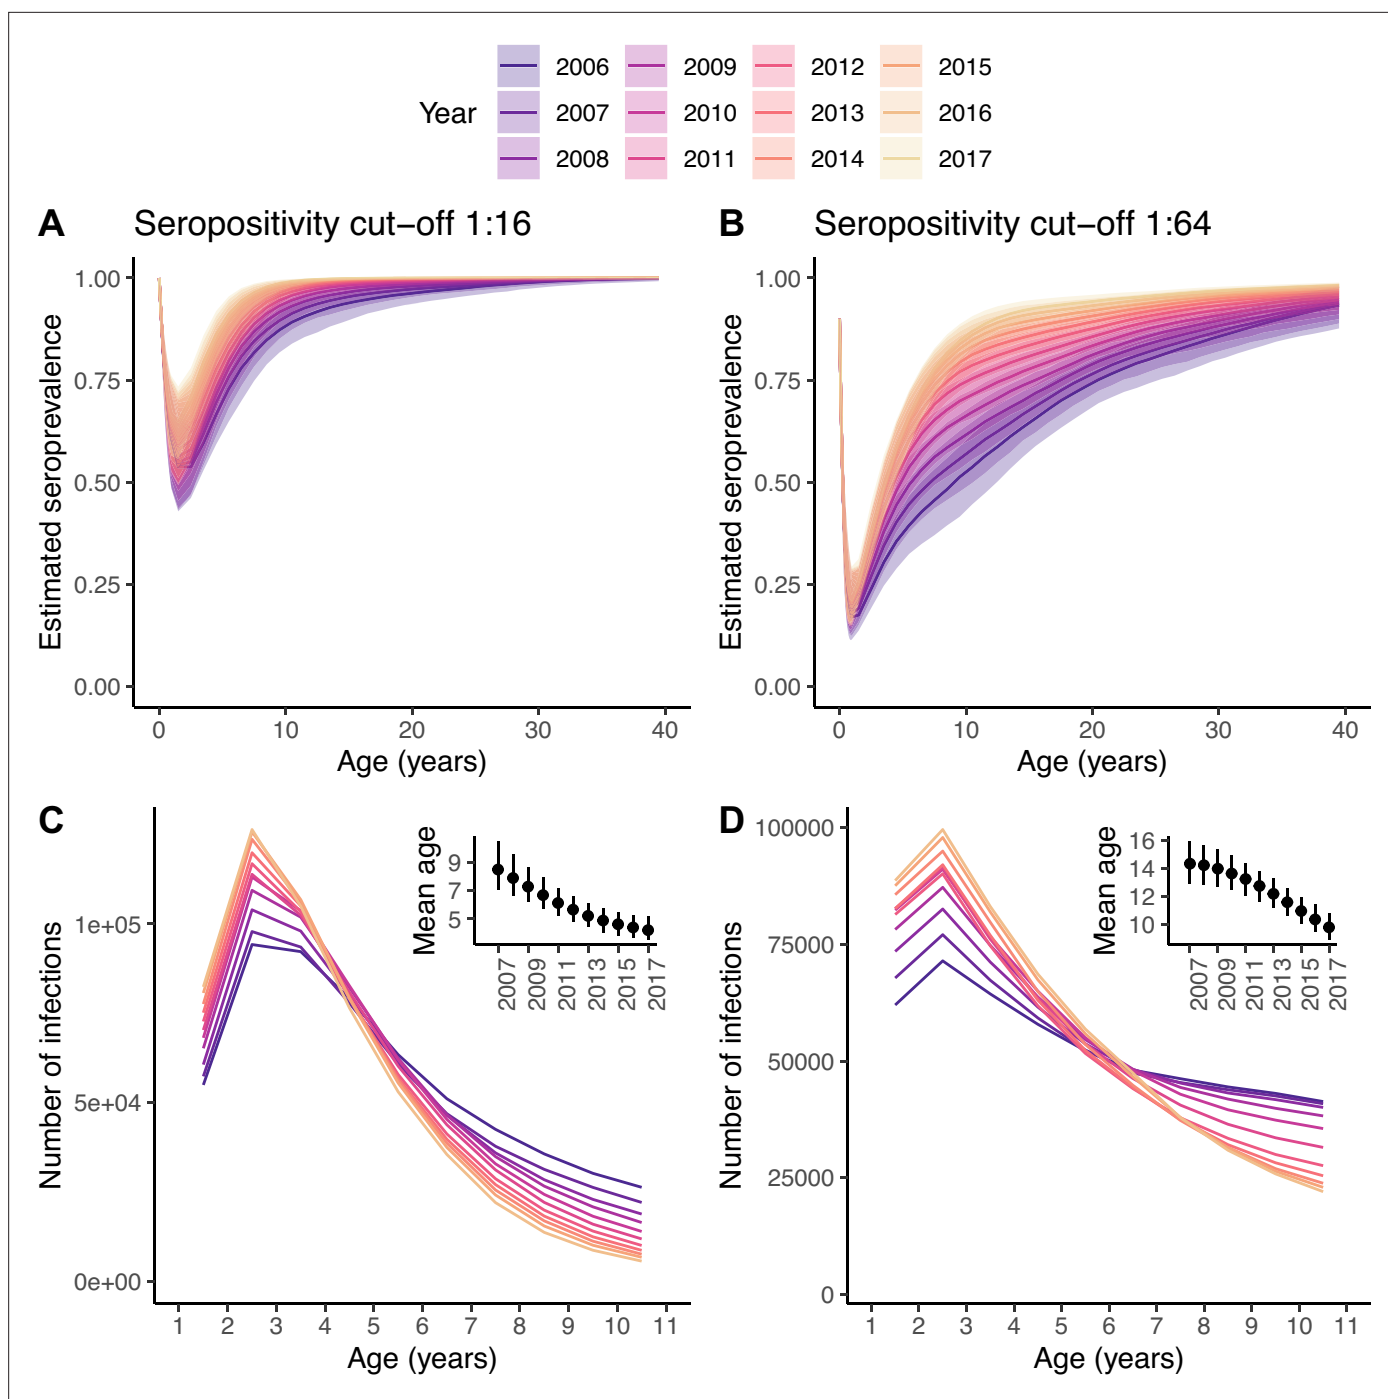 2006 2009 2012 2015
Year 2007 2010 2013 2016
2008 2011 2014 2017
A Seropositivity cut−off 1:16
1.00
0.75
0.50
0.25
0.00
Estimated seroprevalence
0 10 20 30 40
Age (years)
B Seropositivity cut−off 1:64
1.00
0.75
0.50
0.25
0.00
Estimated seroprevalence
0 10 20 30 40
Age (years)
C
1e+05
5e+04
0e+00
Number of infections
1 2 3 4 5 6 7 8 9 10 11
Age (years)
Mean age
9
7
5
2007 2009 2011 2013 2015 2017
D
100000
75000
50000
25000
0
Number of infections
1 2 3 4 5 6 7 8 9 10 11
Age (years)
Mean age
16
14
12
10
2007 2009 2011 2013 2015 2017